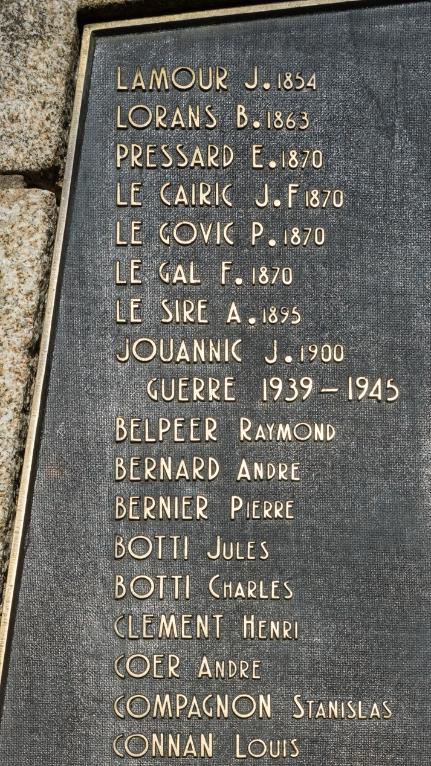 LAMOUR J. 1854
LORANS B. 1863
PRESSARD E. 1870
LE CAIRIC J. F 1870
LE GOVIC P. 1870
LE GAL F. 1870
LE SIRE A. 1895
JOUANNIC J. 1900
GUERRE 1939 – 1945
BELPEER RAYMOND
BERNARD ANDRE
BERNIER PIERRE
BOTTI JULES
BOTTI CHARLES
CLEMENT HENRI
COER ANDRE
COMPAGNON STANISLAS
CONNAN LOUIS